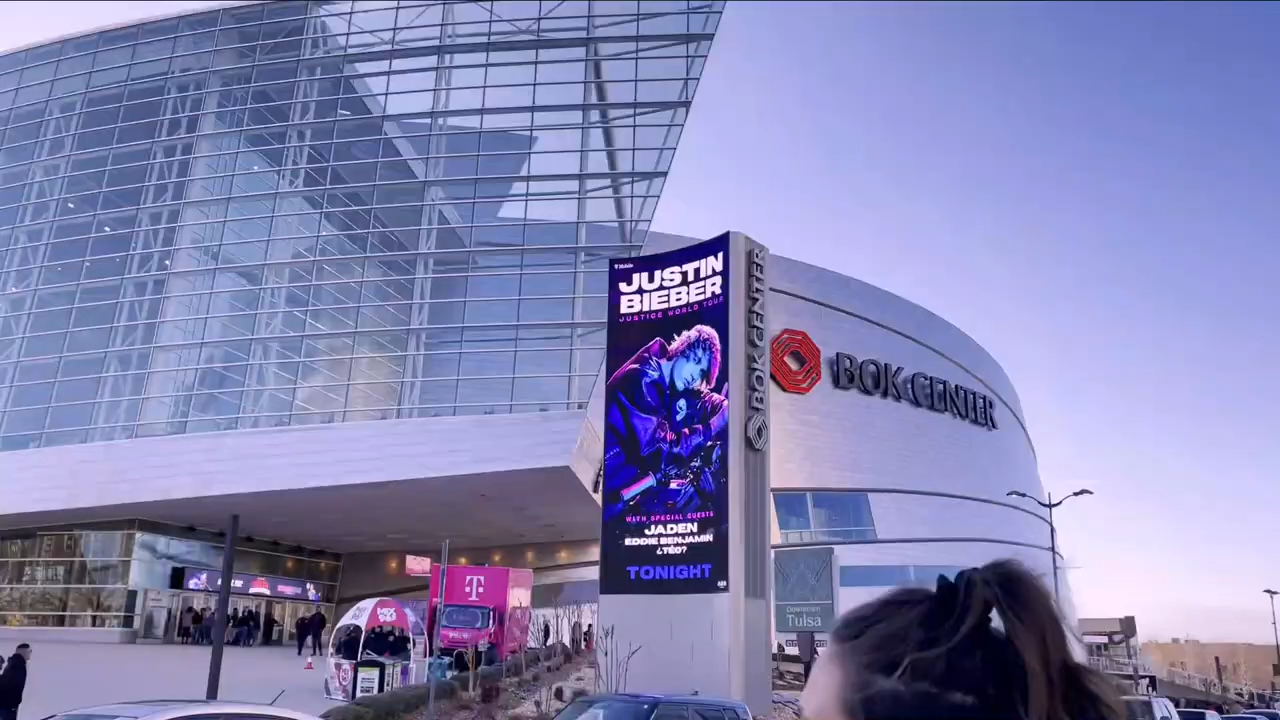 T Mobile
JUSTIN
BIEBER
JUSTICE WORLD TOUR
WITH SPECIAL GUESTS
JADEN
EDDIE BENJAMIN
¿TÉO?
TONIGHT
BOK CENTER
BOK CENTER
T
Downtown
Tulsa